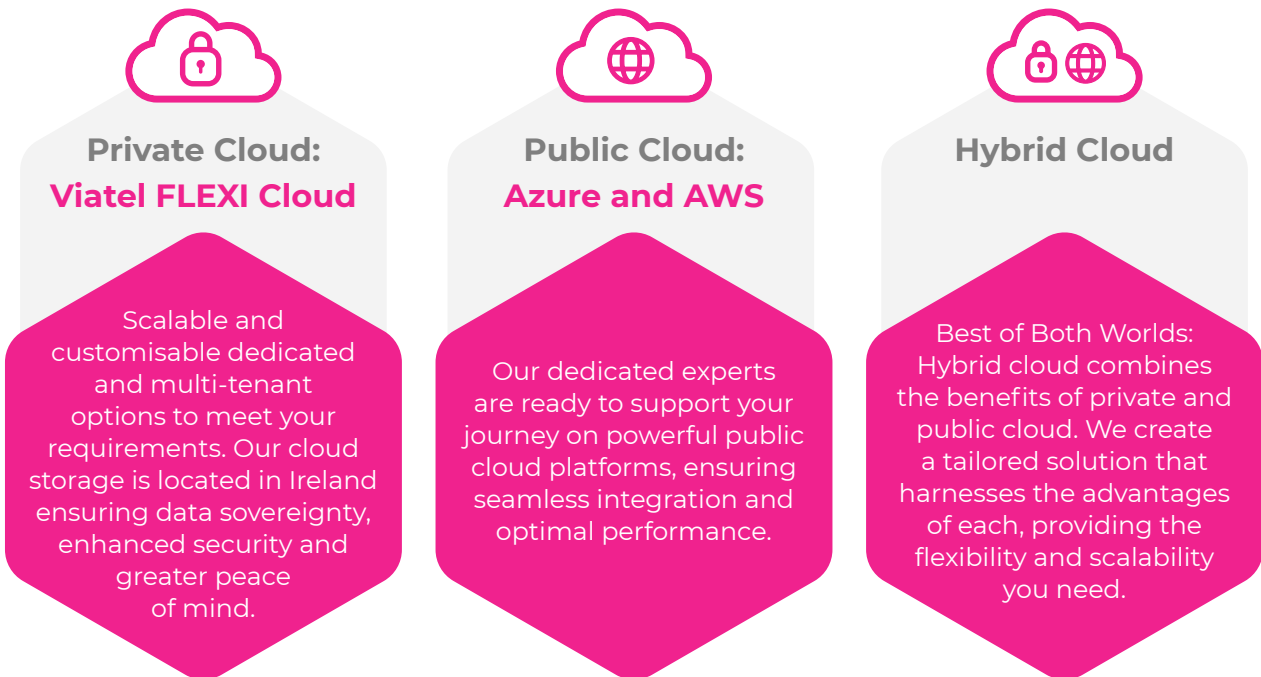 Private Cloud:
Viatel FLEXI Cloud
Scalable and
customisable dedicated
and multi-tenant
options to meet your
requirements. Our cloud
storage is located in Ireland
ensuring data sovereignty,
enhanced security and
greater peace
of mind.
Public Cloud:
Azure and AWS
Our dedicated experts
are ready to support your
journey on powerful public
cloud platforms, ensuring
seamless integration and
optimal performance.
Hybrid Cloud
Best of Both Worlds:
Hybrid cloud combines
the benefits of private and
public cloud. We create
a tailored solution that
harnesses the advantages
of each, providing the
flexibility and scalability
you need.